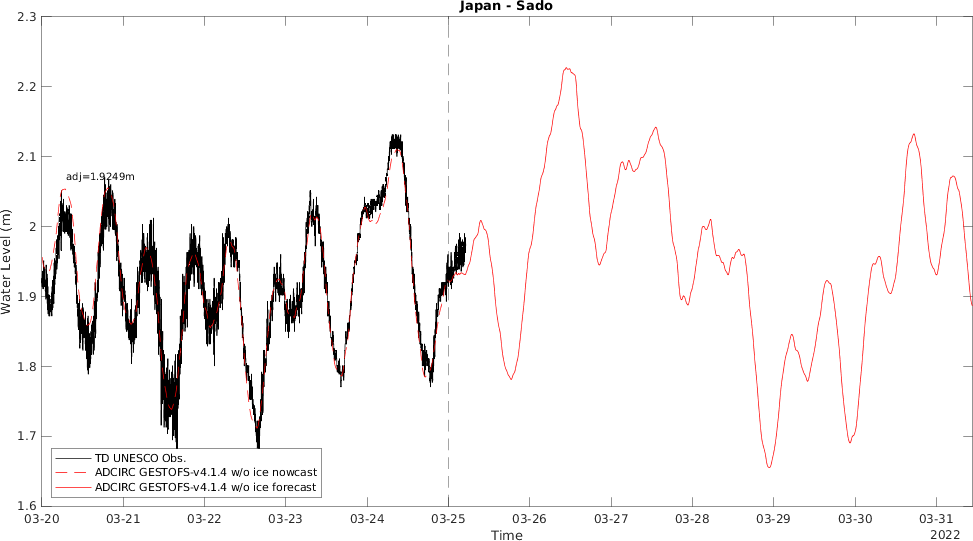 Japan - Sado
2.3
2.2
2.1
2
1.9
1.8
1.7
1.6
Water Level (m)
adj=1.9249m
TD UNESCO Obs.
ADCIRC GESTOFS-v4.1.4 w/o ice nowcast
ADCIRC GESTOFS-v4.1.4 w/o ice forecast
03-20 03-21 03-22 03-23 03-24 03-25 03-26 03-27 03-28 03-29 03-30 03-31
Time
2022